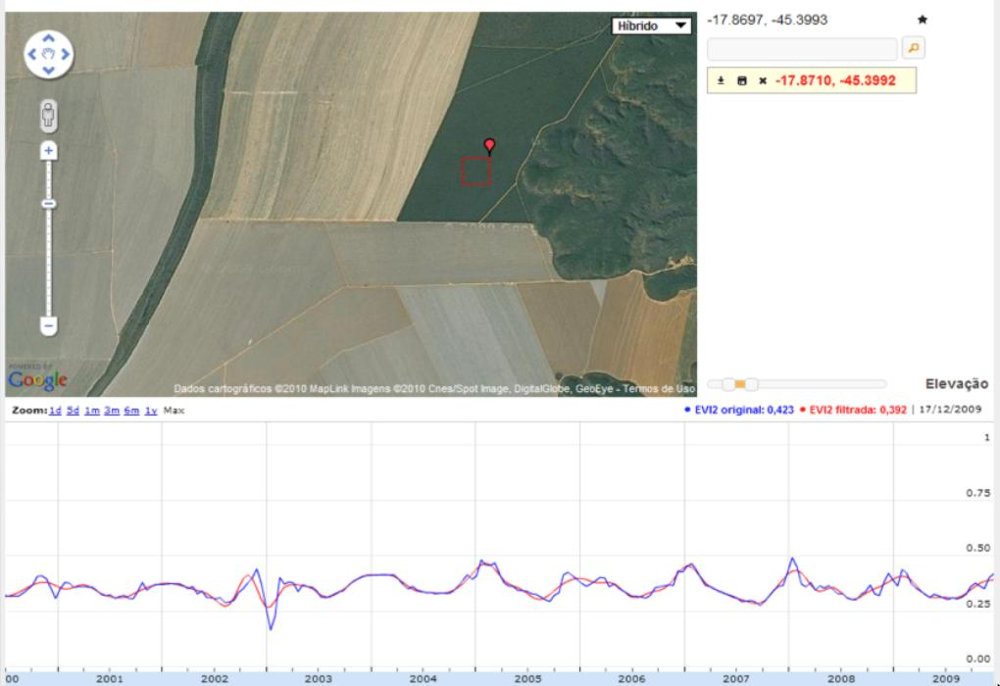 Híbrido
-17.8697, -45.3993
-17.8710, -45.3992
POWERED BY
Google
Dados cartográficos ©2010 MapLink Imagens ©2010 Cnes/Spot Image, DigitalGlobe, GeoEye - Termos de Uso
Elevação
Zoom: 1d 5d 1m 3m 6m 1y Max
EVI2 original: 0,423 EVI2 filtrada: 0,392 | 17/12/2009
1
0.75
0.50
0.25
0.00
00 2001 2002 2003 2004 2005 2006 2007 2008 2009